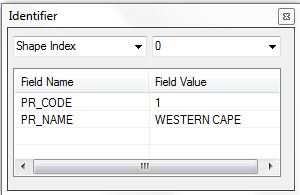 Identifier
Shape Index 0
Field Name Field Value
PR_CODE 1
PR_NAME WESTERN CAPE